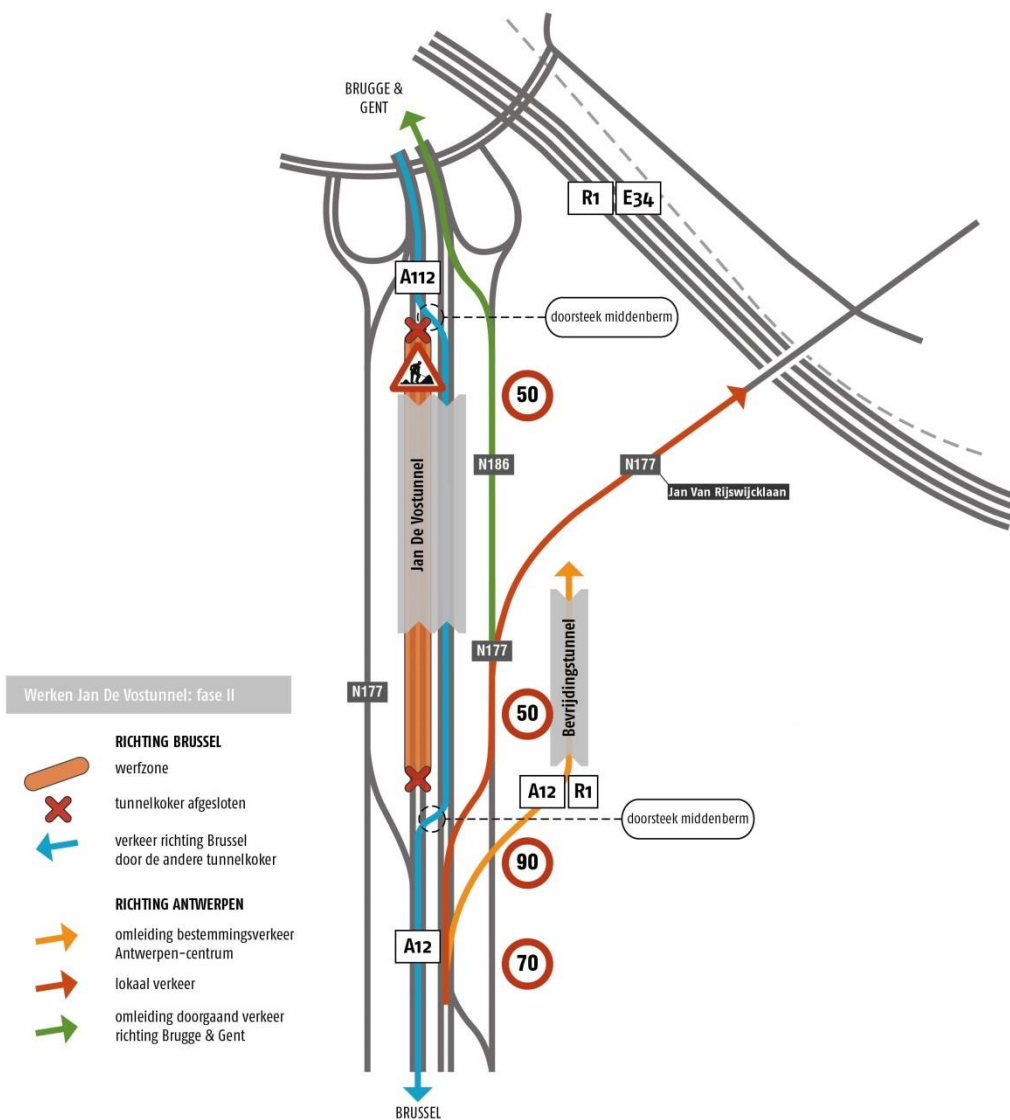 BRUGGE &
GENT
R1
E34
A112
doorsteek middenberm
50
Jan De Vostunnel
N186
N177
Jan Van Rijswijcklaan
N177
N177
50
Bevrijdingstunnel
A12
R1
doorsteek middenberm
90
A12
70
BRUSSEL
Werken Jan De Vostunnel: fase II
RICHTING BRUSSEL
werfzone
tunnelkoker afgesloten
verkeer richting Brussel
door de andere tunnelkoker
RICHTING ANTWERPEN
omleiding bestemmingsverkeer
Antwerpen-centrum
lokaal verkeer
omleiding doorgaand verkeer
richting Brugge & Gent